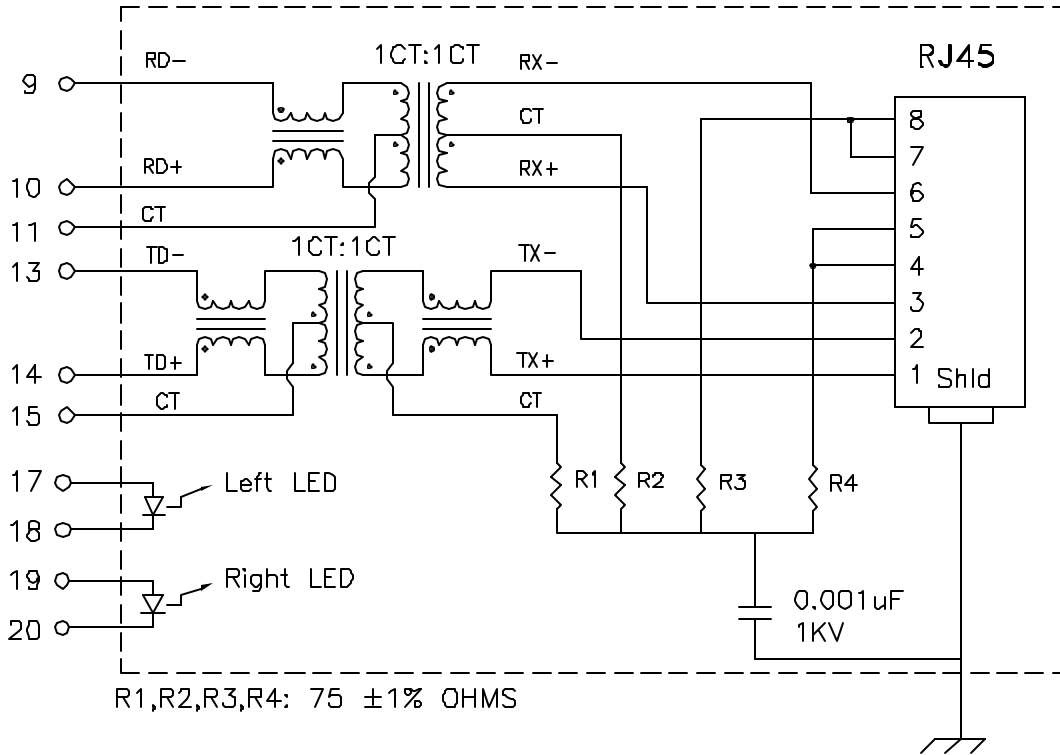 1CT:1CT
RJ45
9
RD-
RX-
CT
8
7
RD+
RX+
10
6
CT
11
5
1CT:1CT
TD-
TX-
13
4
3
2
TD+
TX+
14
1
Shld
CT
CT
15
17
Left LED
R1
R2
R3
R4
18
19
Right LED
20
0.001uF
1KV
R1,R2,R3,R4: 75 ±1% OHMS